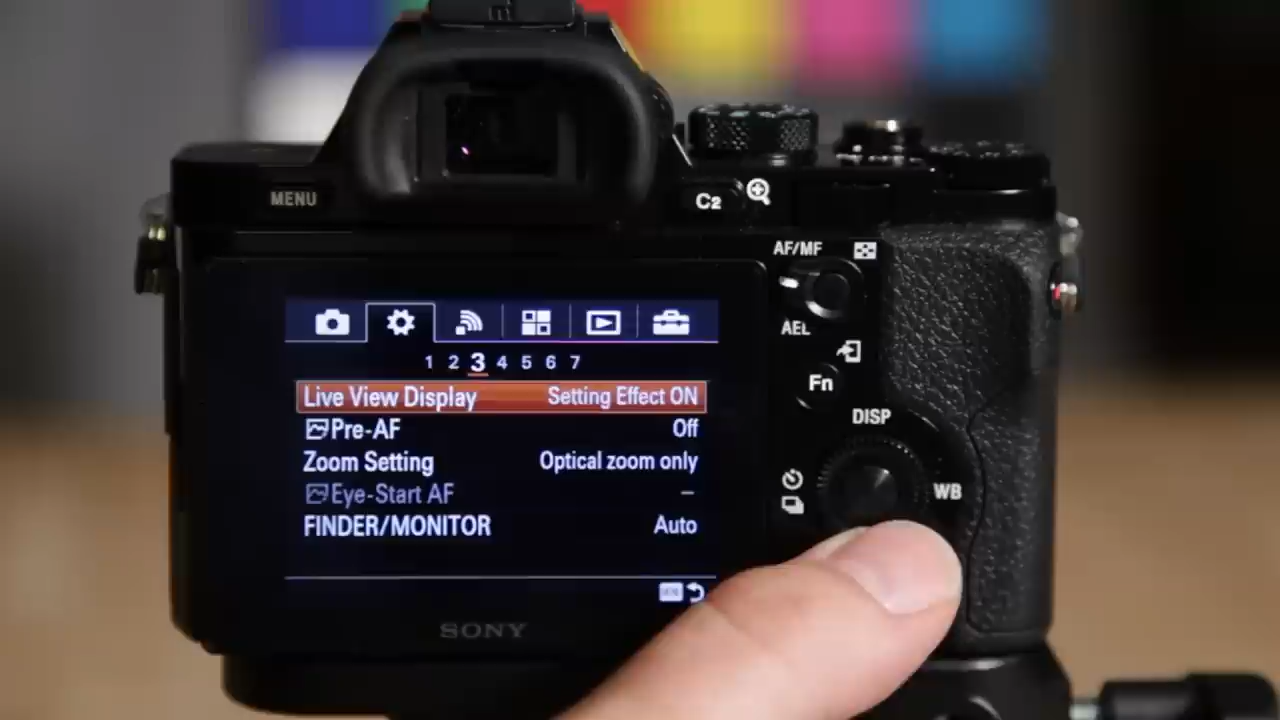 MENU
C2
AF/MF
AEL
Fn
DISP
WB
1 2 3 4 5 6 7
Live View Display Setting Effect ON
Pre-AF Off
Zoom Setting Optical zoom only
Eye-Start AF –
FINDER/MONITOR Auto
SONY